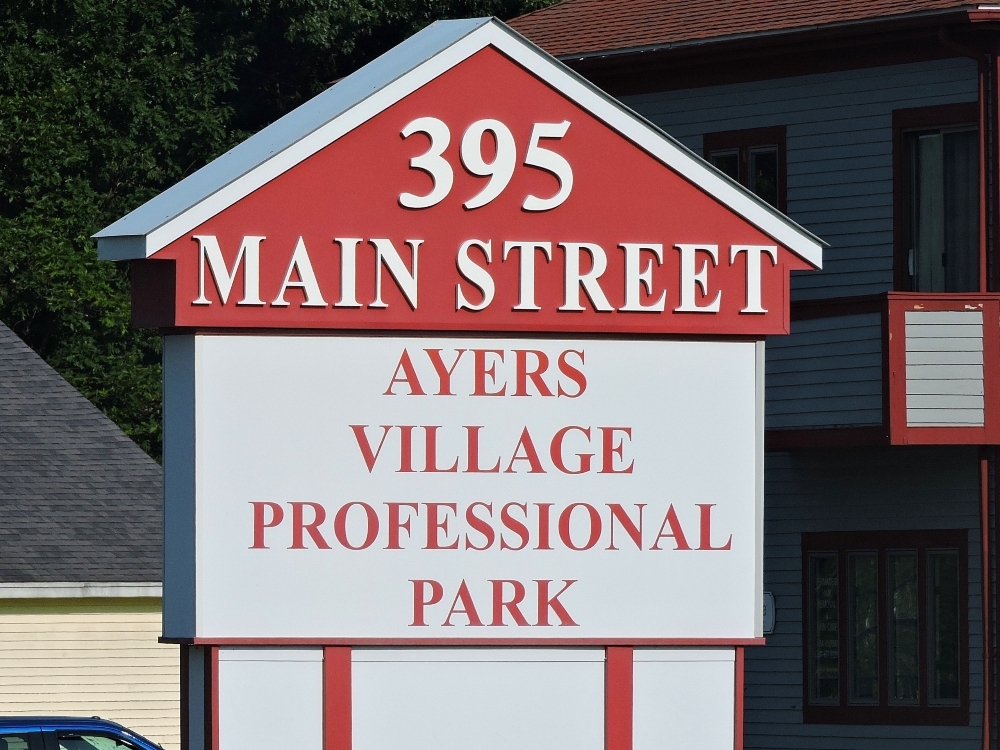 395
MAIN STREET
AYERS
VILLAGE
PROFESSIONAL
PARK